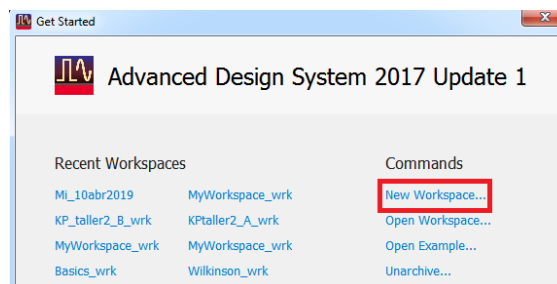 Get Started
Advanced Design System 2017 Update 1
Recent Workspaces
Commands
Mi_10abr2019 MyWorkspace_wrk New Workspace...
KP_taller2_B_wrk KPtaller2_A_wrk Open Workspace...
MyWorkspace_wrk MyWorkspace_wrk Open Example...
Basics_wrk Wilkinson_wrk Unarchive...